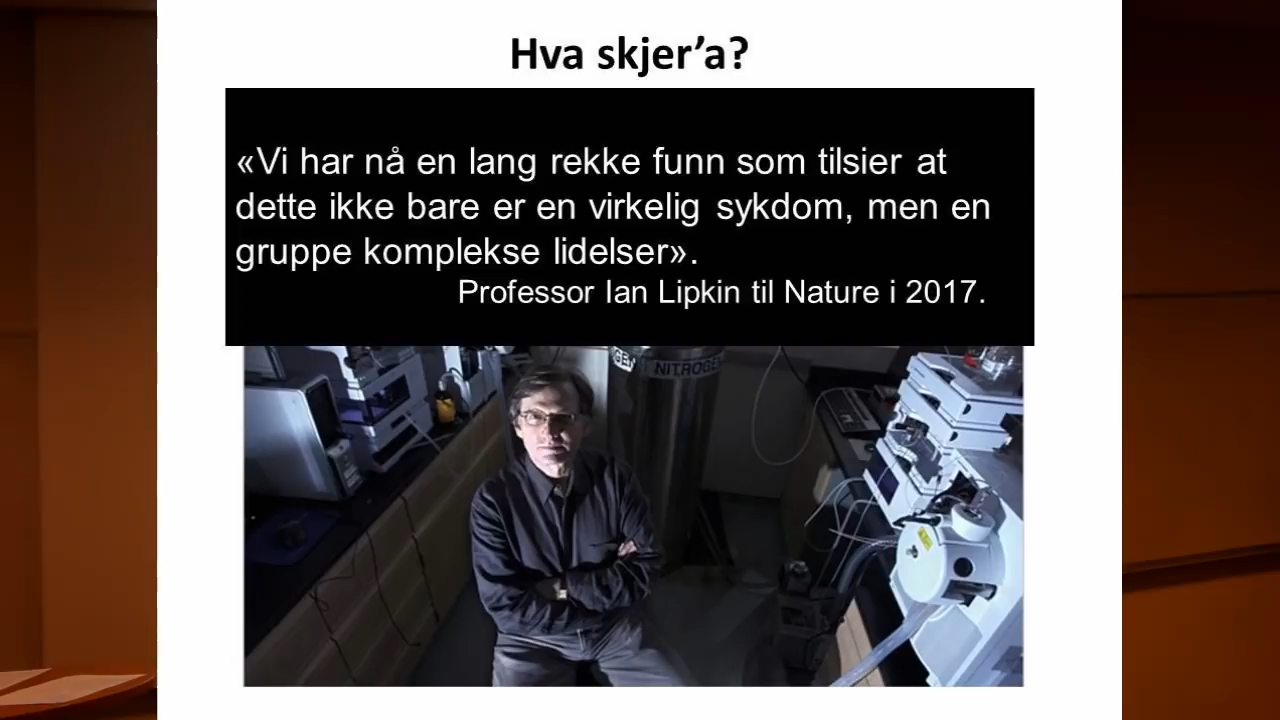 Hva skjer’a?
«Vi har nå en lang rekke funn som tilsier at
dette ikke bare er en virkelig sykdom, men en
gruppe komplekse lidelser».
Professor Ian Lipkin til Nature i 2017.
NITROGEN